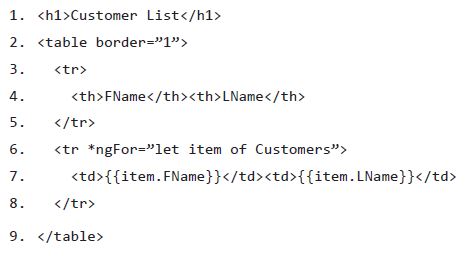 1. <h1>Customer List</h1>
2. <table border=”1”>
3. <tr>
4. <th>FName</th><th>LName</th>
5. </tr>
6. <tr *ngFor=”let item of Customers”>
7. <td>{{item.FName}}</td><td>{{item.LName}}</td>
8. </tr>
9. </table>